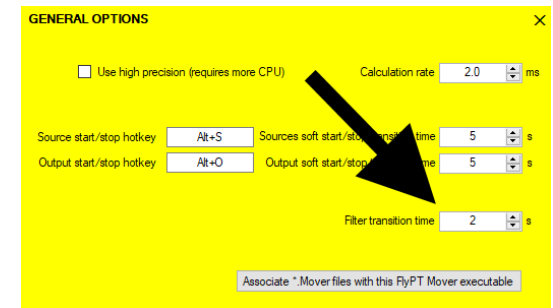 GENERAL OPTIONS
Use high precision (requires more CPU) Calculation rate 2.0 ms
Source start/stop hotkey Alt+S Sources soft start/stop transition time 5 s
Output start/stop hotkey Alt+O Output soft start/stop time 5 s
Filter transition time 2 s
Associate *.Mover files with this FlyPT Mover executable